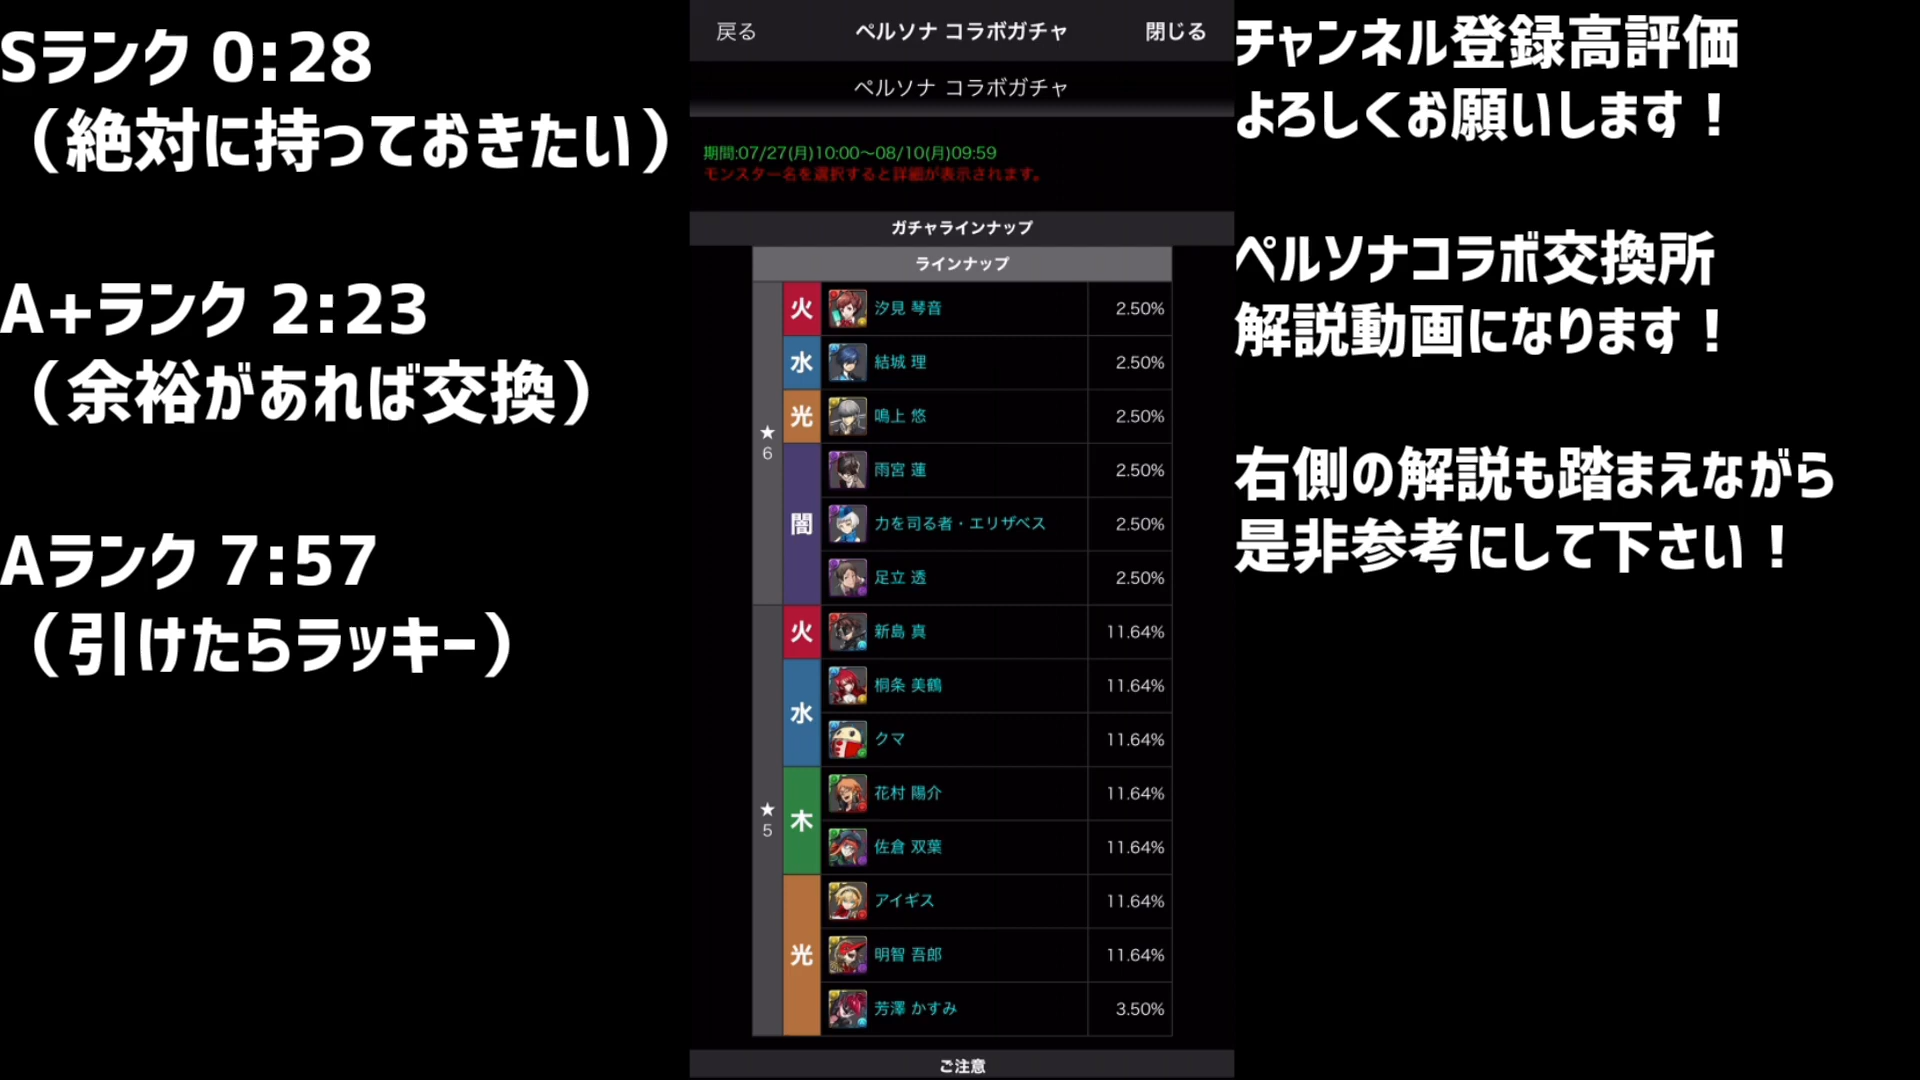 Sランク 0:28
（絶対に持っておきたい）
A+ランク 2:23
（余裕があれば交換）
Aランク 7:57
（引けたらラッキー）
戻る
ペルソナ コラボガチャ
閉じる
ペルソナ コラボガチャ
期間:07/27(月)10:00〜08/10(月)09:59
モンスター名を選択すると詳細が表示されます。
ガチャラインナップ
ラインナップ
★6
火
汐見 琴音 2.50%
水
結城 理 2.50%
光
鳴上 悠 2.50%
闇
雨宮 蓮 2.50%
力を司る者・エリザベス 2.50%
足立 透 2.50%
★5
火
新島 真 11.64%
水
桐条 美鶴 11.64%
クマ 11.64%
木
花村 陽介 11.64%
佐倉 双葉 11.64%
光
アイギス 11.64%
明智 吾郎 11.64%
芳澤 かすみ 3.50%
ご注意
チャンネル登録高評価
よろしくお願いします！
ペルソナコラボ交換所
解説動画になります！
右側の解説も踏まえながら
是非参考にして下さい！